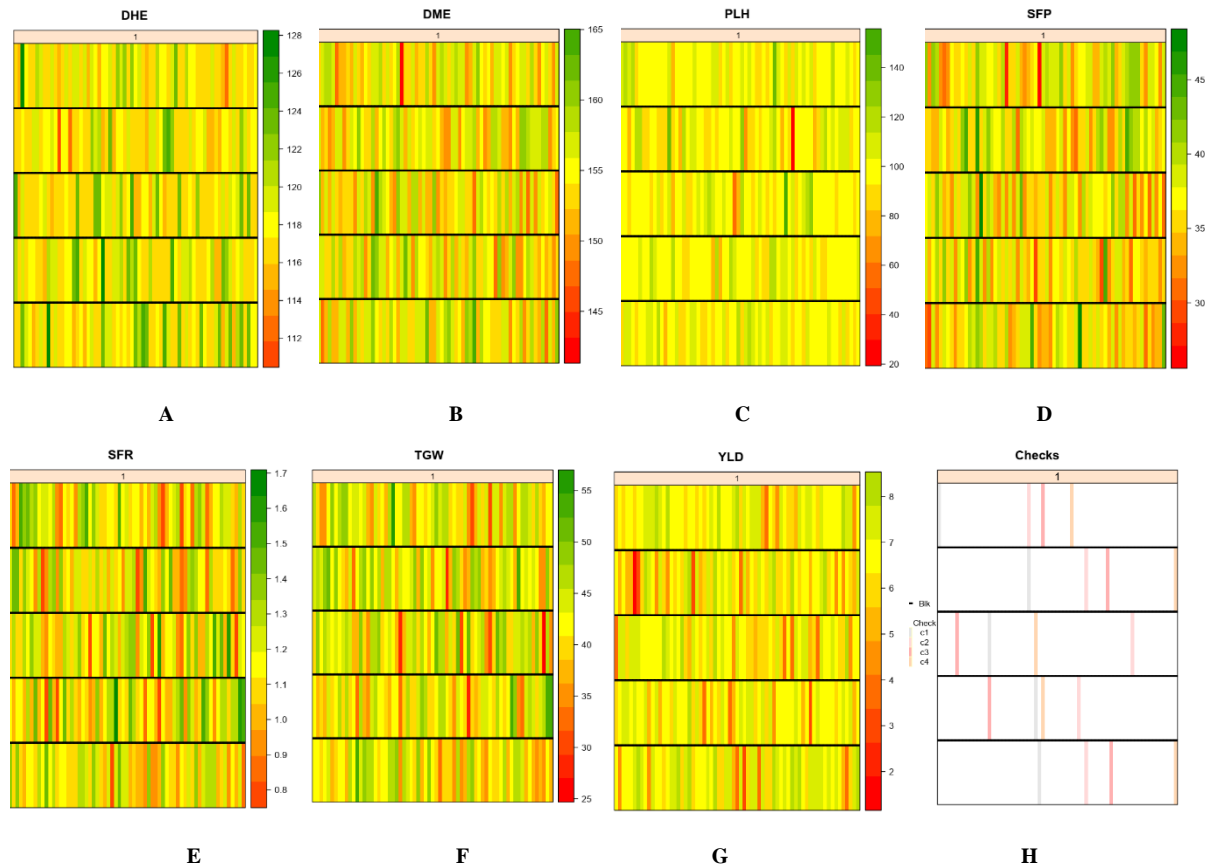 DHE
1
128
126
124
122
120
118
116
114
112
A
DME
1
165
160
155
150
145
B
PLH
1
140
120
100
80
60
40
20
C
SFP
1
45
40
35
30
D
SFR
1
1.7
1.6
1.5
1.4
1.3
1.2
1.1
1.0
0.9
0.8
E
TGW
1
55
50
45
40
35
30
25
F
YLD
1
8
7
6
5
4
3
2
G
Checks
1
Blk
Check
c1
c2
c3
c4
H